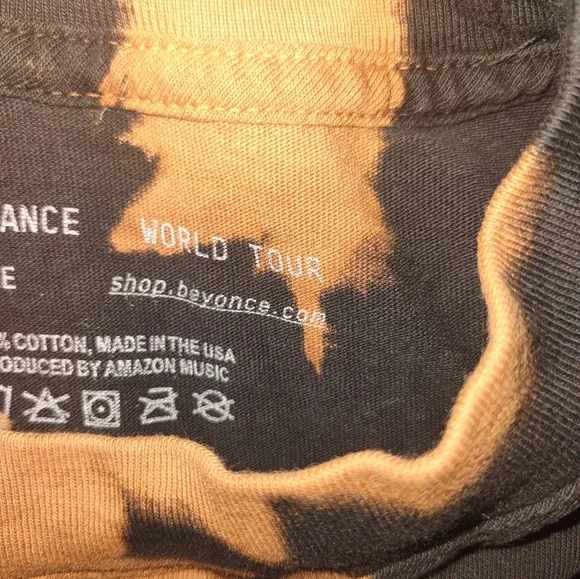 ANCE WORLD TOUR
E shop.beyonce.com
% COTTON, MADE IN THE USA
ODUCED BY AMAZON MUSIC